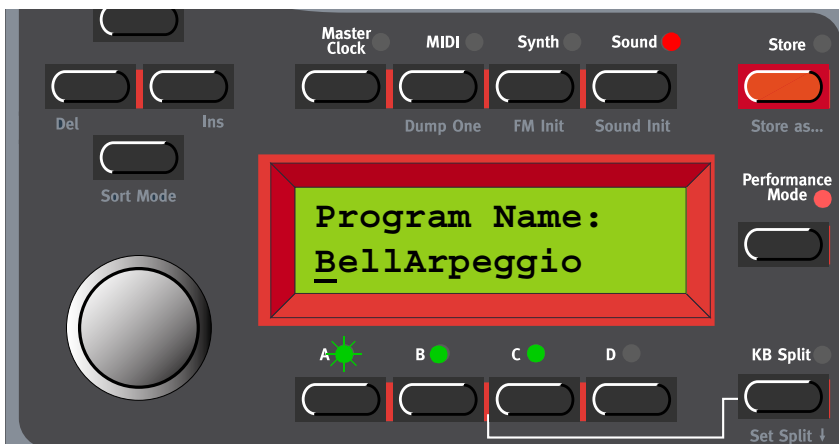 Master
Clock
MIDI
Synth
Sound
Store
Del
Ins
Dump One
FM Init
Sound Init
Store as...
Sort Mode
Performance
Mode
Program Name:
BellArpeggio
A
B
C
D
KB Split
Set Split ↓